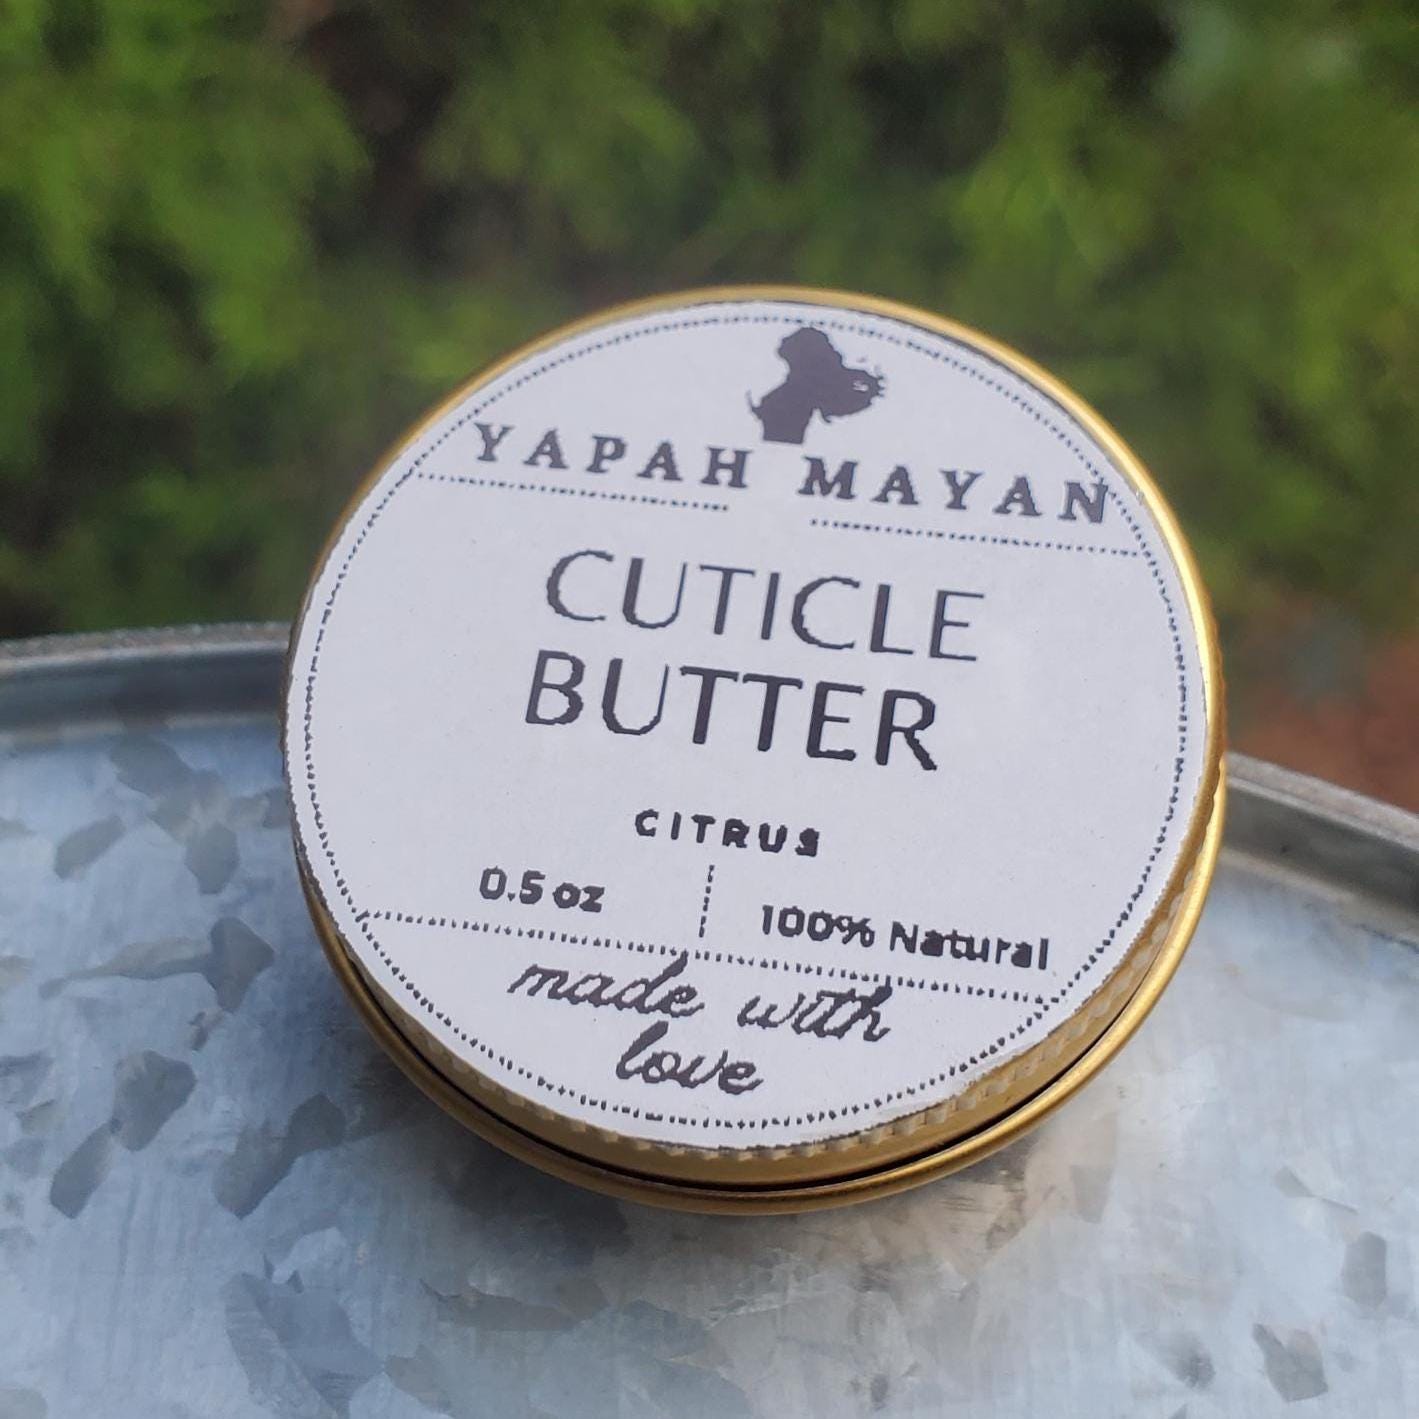 YAPAH MAYAN
CUTICLE
BUTTER
CITRUS
0.5 oz
100% Natural
made with
love